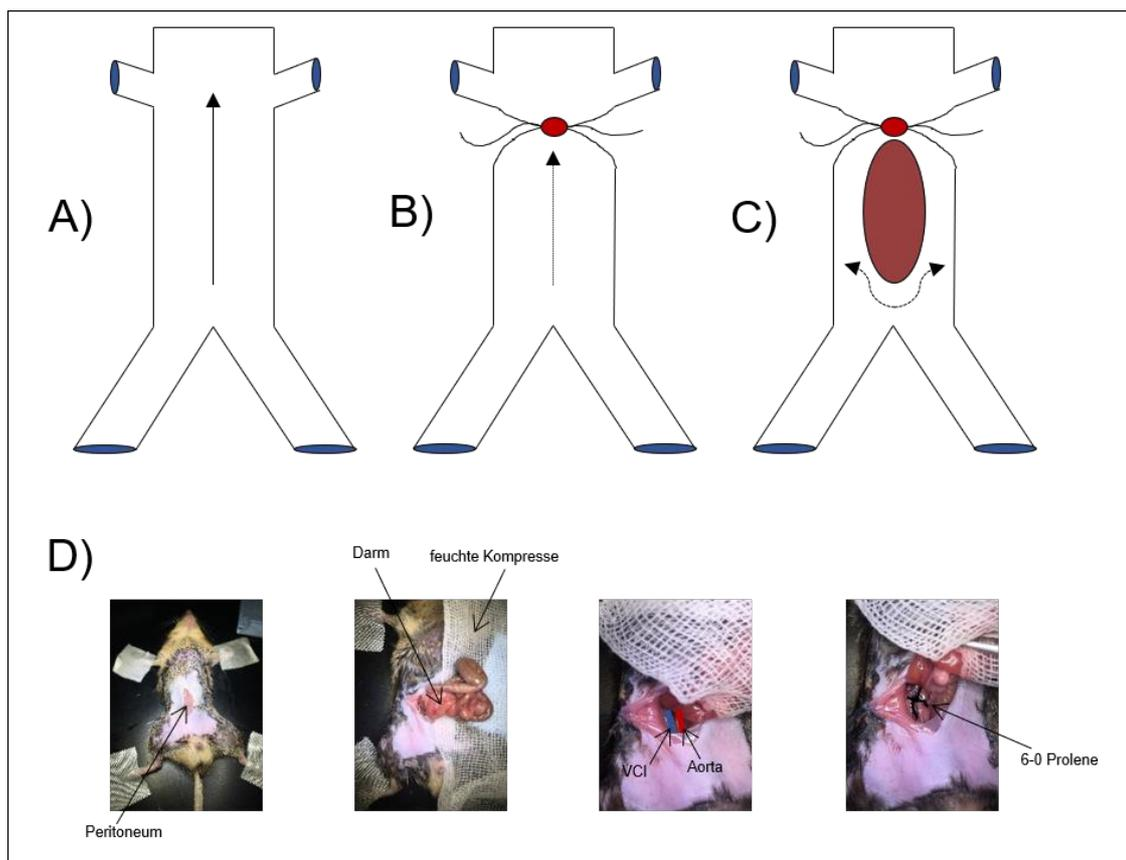 A)
B)
C)
D)
Darm
feuchte Kompresse
VCI
Aorta
6-0 Prolene
Peritoneum